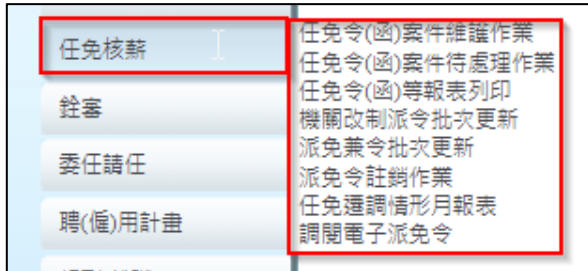 任免核薪
銓審
委任請任
聘(僱)用計畫
任免令(函)案件維護作業
任免令(函)案件待處理作業
任免令(函)等報表列印
機關改制派令批次更新
派免兼令批次更新
派免令註銷作業
任免遷調情形月報表
調閱電子派免令